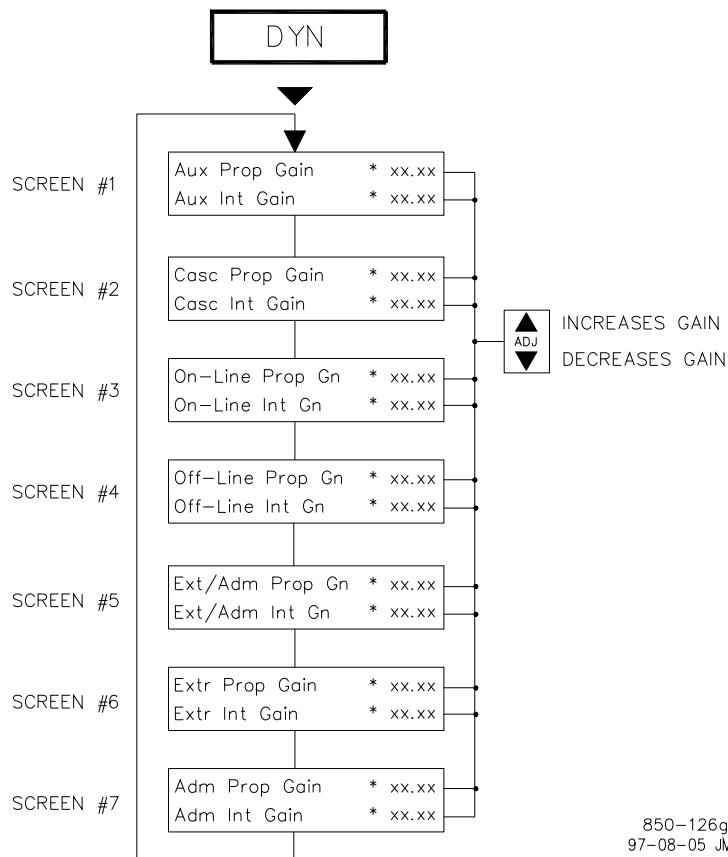 DYN
SCREEN #1
Aux Prop Gain * xx.xx
Aux Int Gain * xx.xx
SCREEN #2
Casc Prop Gain * xx.xx
Casc Int Gain * xx.xx
ADJ
INCREASES GAIN
DECREASES GAIN
SCREEN #3
On-Line Prop Gn * xx.xx
On-Line Int Gn * xx.xx
SCREEN #4
Off-Line Prop Gn * xx.xx
Off-Line Int Gn * xx.xx
SCREEN #5
Ext/Adm Prop Gn * xx.xx
Ext/Adm Int Gn * xx.xx
SCREEN #6
Extr Prop Gain * xx.xx
Extr Int Gain * xx.xx
SCREEN #7
Adm Prop Gain * xx.xx
Adm Int Gain * xx.xx
850-126g
97-08-05 JM